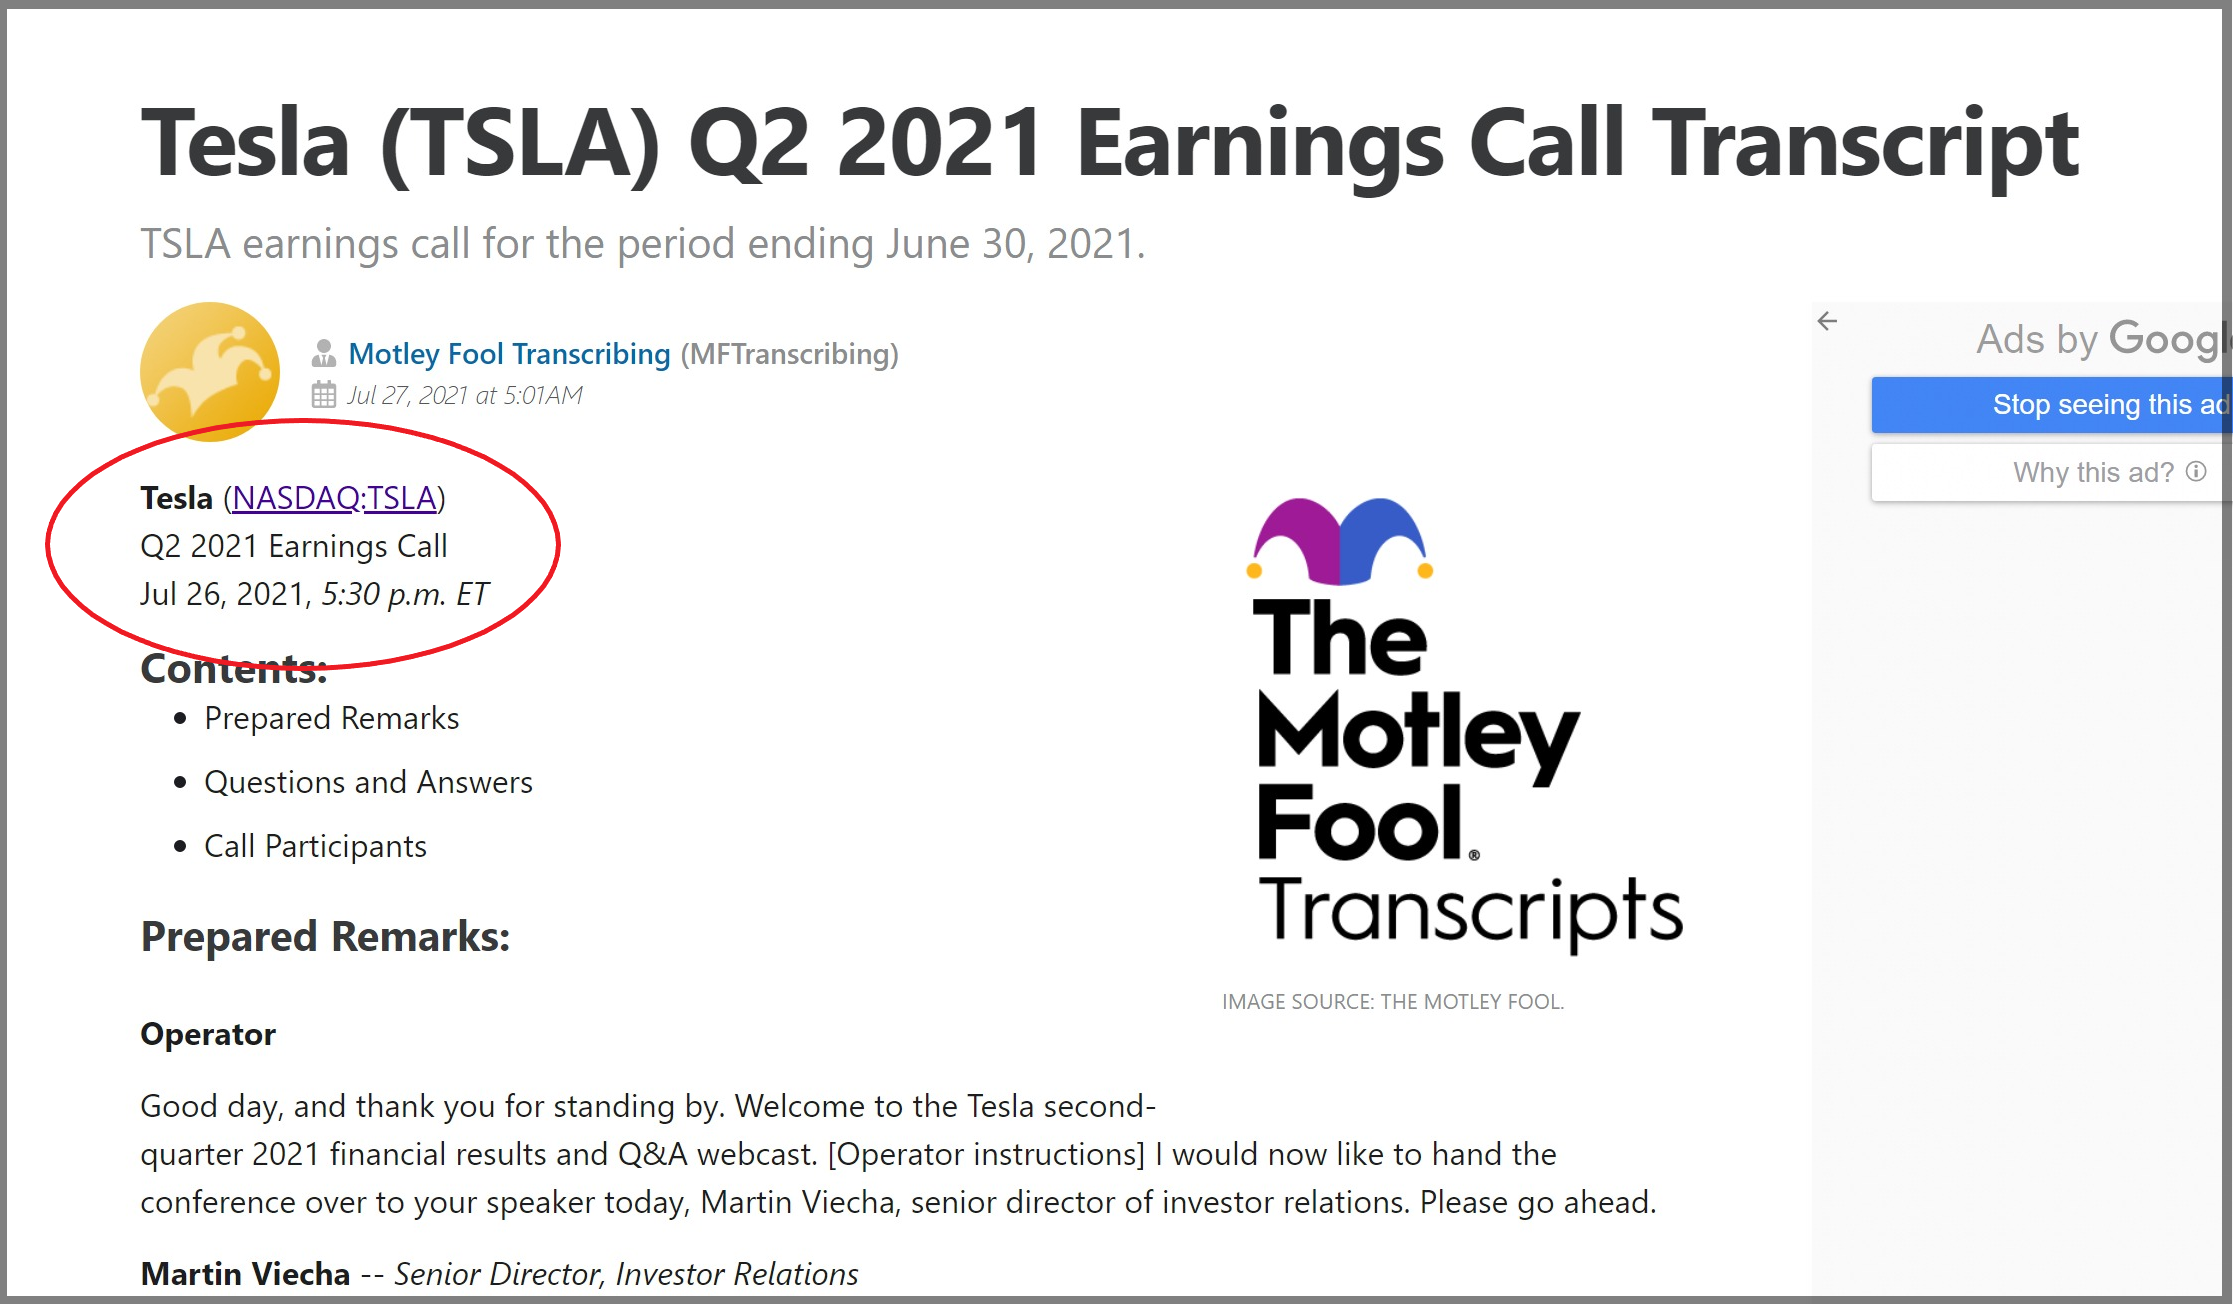 Tesla (TSLA) Q2 2021 Earnings Call Transcript
TSLA earnings call for the period ending June 30, 2021.
Motley Fool Transcribing (MFTranscribing)
Jul 27, 2021 at 5:01AM
Ads by Google
Stop seeing this ad
Why this ad?
Tesla (NASDAQ:TSLA)
Q2 2021 Earnings Call
Jul 26, 2021, 5:30 p.m. ET
Contents:
• Prepared Remarks
• Questions and Answers
• Call Participants
The
Motley
Fool®
Transcripts
IMAGE SOURCE: THE MOTLEY FOOL.
Prepared Remarks:
Operator
Good day, and thank you for standing by. Welcome to the Tesla second-
quarter 2021 financial results and Q&A webcast. [Operator instructions] I would now like to hand the
conference over to your speaker today, Martin Viecha, senior director of investor relations. Please go ahead.
Martin Viecha -- Senior Director, Investor Relations